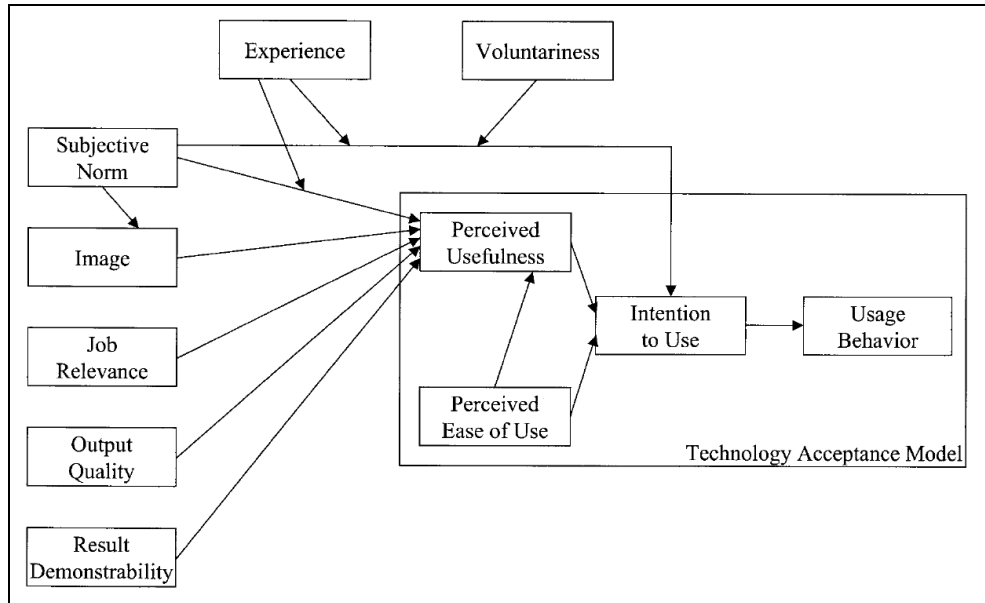 Experience
Voluntariness
Subjective
Norm
Image
Perceived
Usefulness
Intention
to Use
Usage
Behavior
Job
Relevance
Perceived
Ease of Use
Output
Quality
Technology Acceptance Model
Result
Demonstrability